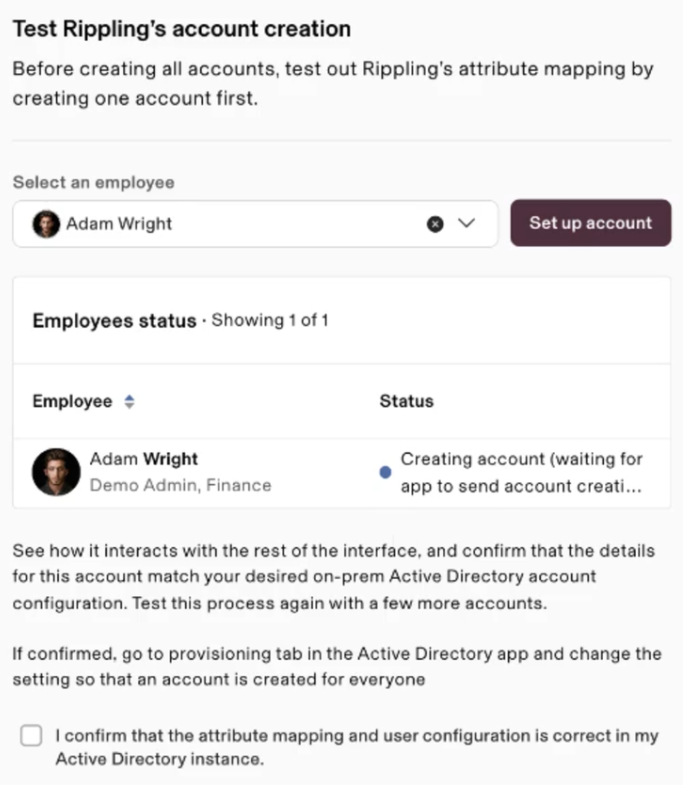 Test Rippling's account creation
Before creating all accounts, test out Rippling's attribute mapping by
creating one account first.
Select an employee
Adam Wright
Set up account
Employees status · Showing 1 of 1
Employee
Status
Adam Wright
Demo Admin, Finance
Creating account (waiting for
app to send account creati...
See how it interacts with the rest of the interface, and confirm that the details
for this account match your desired on-prem Active Directory account
configuration. Test this process again with a few more accounts.
If confirmed, go to provisioning tab in the Active Directory app and change the
setting so that an account is created for everyone
I confirm that the attribute mapping and user configuration is correct in my
Active Directory instance.